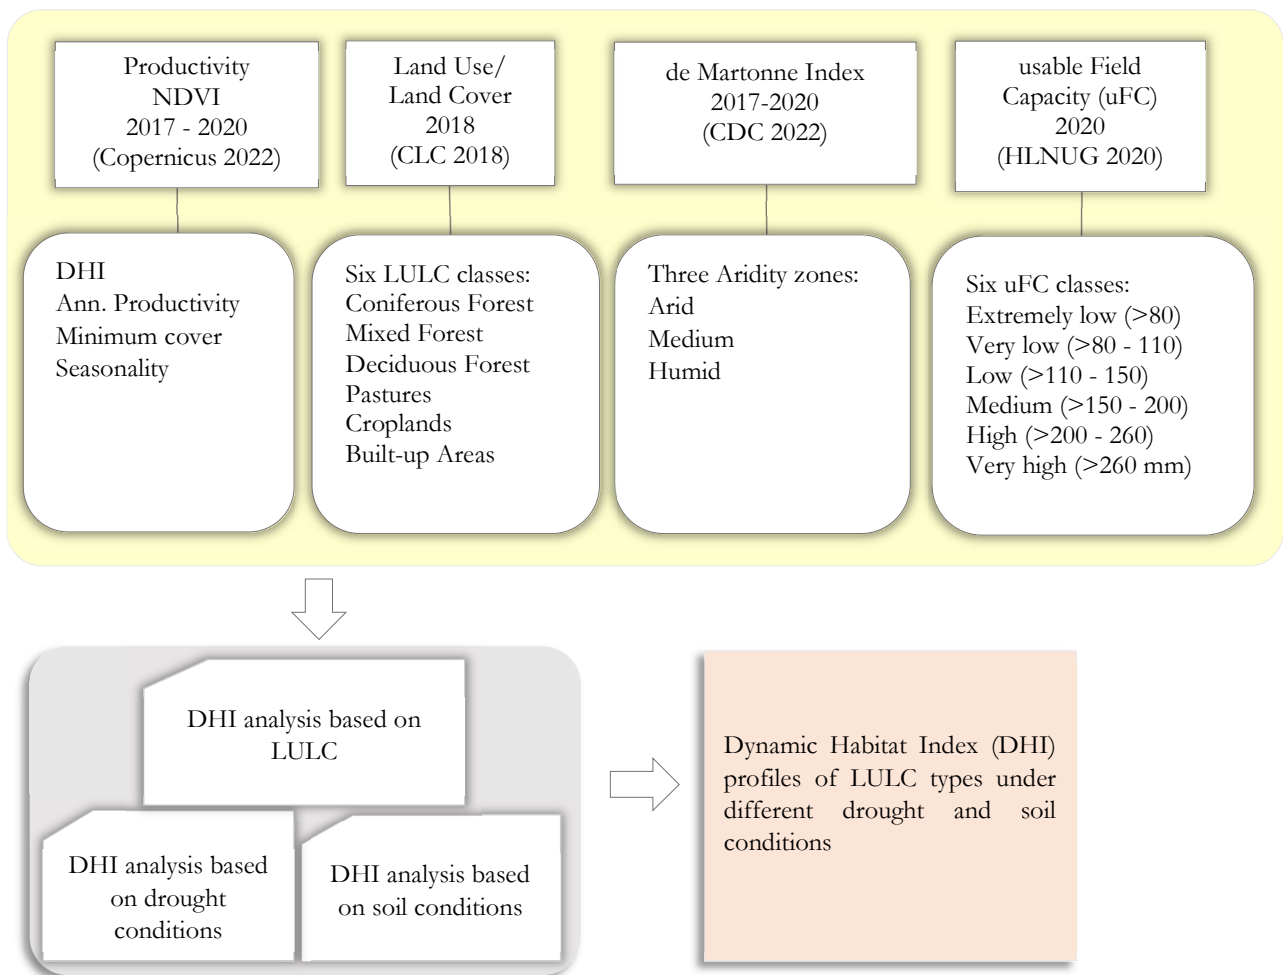 Productivity
NDVI
2017 - 2020
(Copernicus 2022)
Land Use/
Land Cover
2018
(CLC 2018)
de Martonne Index
2017-2020
(CDC 2022)
usable Field
Capacity (uFC)
2020
(HLNUG 2020)
DHI
Ann. Productivity
Minimum cover
Seasonality
Six LULC classes:
Coniferous Forest
Mixed Forest
Deciduous Forest
Pastures
Croplands
Built-up Areas
Three Aridity zones:
Arid
Medium
Humid
Six uFC classes:
Extremely low (>80)
Very low (>80 - 110)
Low (>110 - 150)
Medium (>150 - 200)
High (>200 - 260)
Very high (>260 mm)
DHI analysis based on
LULC
DHI analysis based
on drought
conditions
DHI analysis based
on soil conditions
Dynamic Habitat Index (DHI)
profiles of LULC types under
different drought and soil
conditions